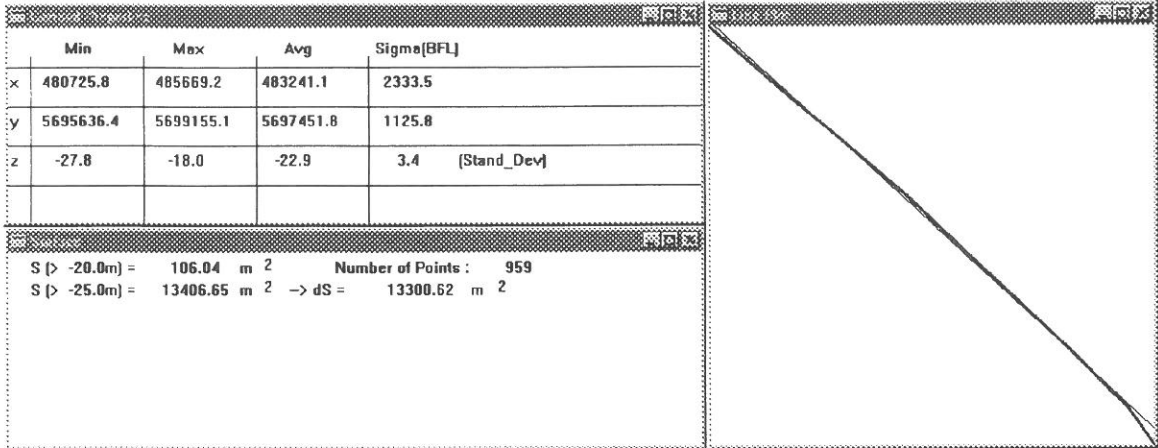 Min Max Avg Sigma(BFL)
x 480725.8 485669.2 483241.1 2333.5
y 5695636.4 5699155.1 5697451.8 1125.8
z -27.8 -18.0 -22.9 3.4 (Stand_Dev)
S (> -20.0m) = 106.04 m 2 Number of Points : 959
S (> -25.0m) = 13406.65 m 2 -> dS = 13300.62 m 2